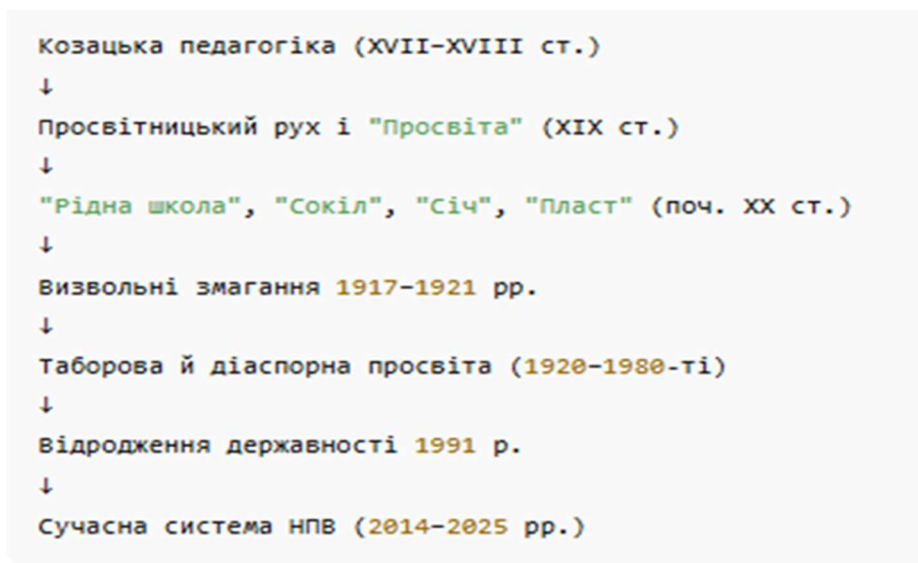 Козацька педагогіка (XVII–XVIII ст.)
↓
Просвітницький рух і "Просвіта" (XIX ст.)
↓
"Рідна школа", "Сокіл", "Січ", "Пласт" (поч. XX ст.)
↓
Визвольні змагання 1917–1921 рр.
↓
Таборова й діаспорна просвіта (1920–1980-ті)
↓
Відродження державності 1991 р.
↓
Сучасна система НПВ (2014–2025 рр.)